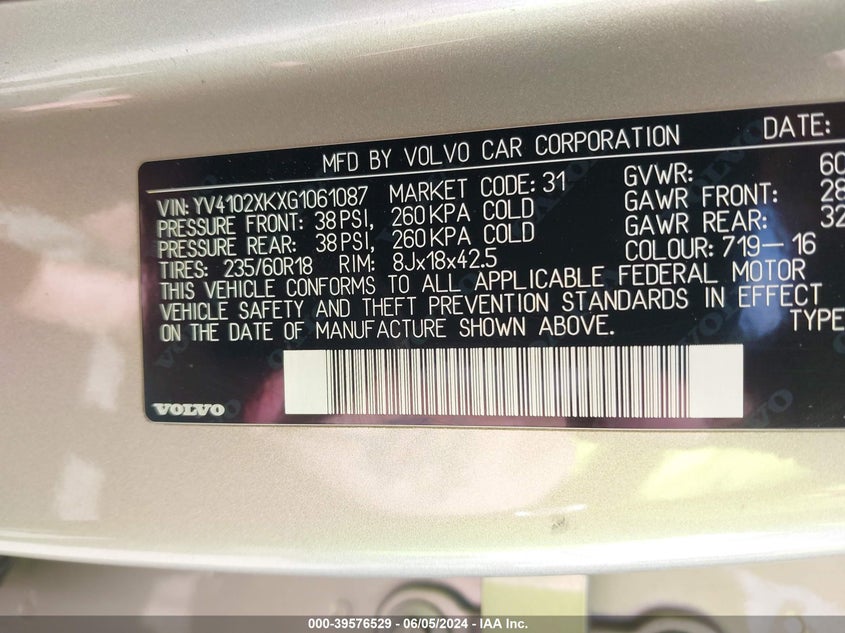 MFD BY VOLVO CAR CORPORATION DATE:
VIN: YV4102XKXG1061087 MARKET CODE: 31 GVWR: 60
PRESSURE FRONT: 38 PSI, 260 KPA COLD GAWR FRONT: 28
PRESSURE REAR: 38 PSI, 260 KPA COLD GAWR REAR: 32
TIRES: 235/60R18 RIM: 8Jx18x42.5 COLOUR: 719-16
THIS VEHICLE CONFORMS TO ALL APPLICABLE FEDERAL MOTOR
VEHICLE SAFETY AND THEFT PREVENTION STANDARDS IN EFFECT
ON THE DATE OF MANUFACTURE SHOWN ABOVE. TYPE
VOLVO
000-39576529 - 06/05/2024 - IAA Inc.